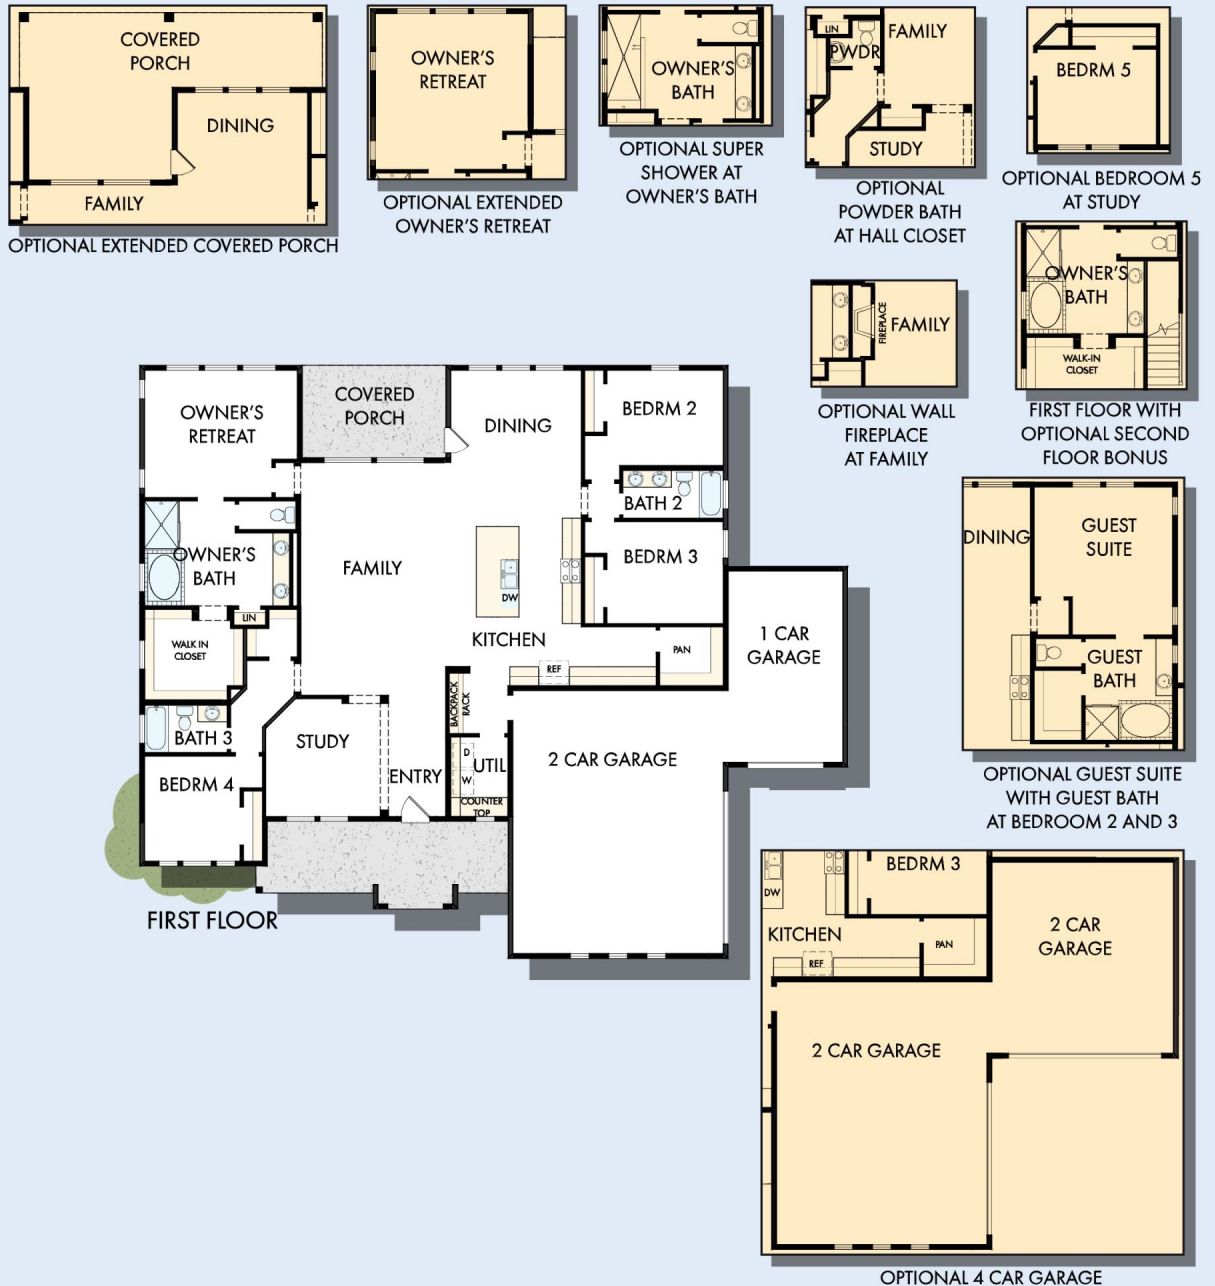 COVERED
PORCH
DINING
FAMILY
OPTIONAL EXTENDED COVERED PORCH
OWNER'S
RETREAT
OPTIONAL EXTENDED
OWNER'S RETREAT
OWNER'S
BATH
OPTIONAL SUPER
SHOWER AT
OWNER'S BATH
LIN
PWDR
FAMILY
STUDY
OPTIONAL
POWDER BATH
AT HALL CLOSET
BEDRM 5
OPTIONAL BEDROOM 5
AT STUDY
FIREPLACE
FAMILY
OPTIONAL WALL
FIREPLACE
AT FAMILY
OWNER'S
BATH
WALK-IN
CLOSET
FIRST FLOOR WITH
OPTIONAL SECOND
FLOOR BONUS
OWNER'S
RETREAT
COVERED
PORCH
DINING
BEDRM 2
BATH 2
OWNER'S
BATH
FAMILY
BEDRM 3
DW
LIN
KITCHEN
WALK IN
CLOSET
REF
PAN
1 CAR
GARAGE
BACKPACK
RACK
BATH 3
STUDY
D
W
UTIL
2 CAR GARAGE
BEDRM 4
ENTRY
COUNTER
TOP
FIRST FLOOR
DINING
GUEST
SUITE
GUEST
BATH
OPTIONAL GUEST SUITE
WITH GUEST BATH
AT BEDROOM 2 AND 3
DW
BEDRM 3
KITCHEN
REF
PAN
2 CAR
GARAGE
2 CAR GARAGE
OPTIONAL 4 CAR GARAGE